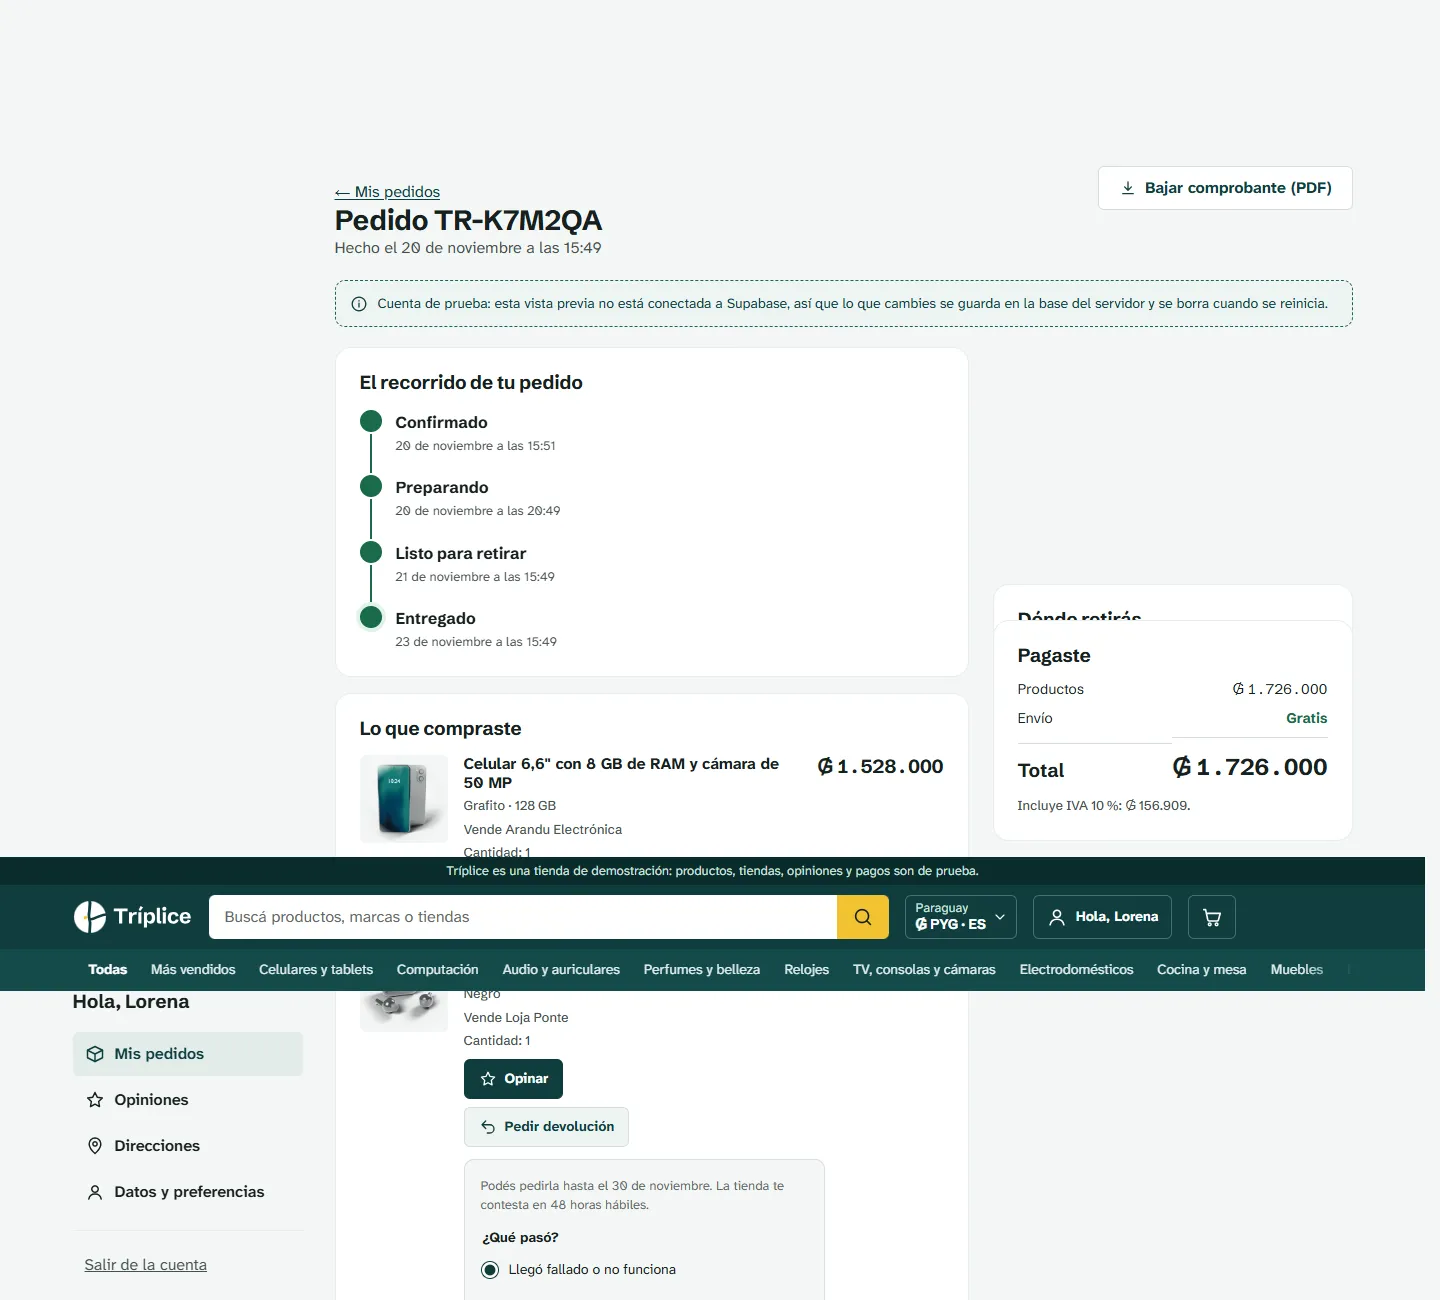 ← Mis pedidos
Pedido TR-K7M2QA
Hecho el 20 de noviembre a las 15:49
Bajar comprobante (PDF)
Cuenta de prueba: esta vista previa no está conectada a Supabase, así que lo que cambies se guarda en la base del servidor y se borra cuando se reinicia.
El recorrido de tu pedido
Confirmado
20 de noviembre a las 15:51
Preparando
20 de noviembre a las 20:49
Listo para retirar
21 de noviembre a las 15:49
Entregado
23 de noviembre a las 15:49
Dónde retirás
Pagaste
Productos ₲ 1.726.000
Envío Gratis
Total ₲ 1.726.000
Incluye IVA 10 %: ₲ 156.909.
Lo que compraste
10:24
Celular 6,6" con 8 GB de RAM y cámara de
50 MP
₲ 1.528.000
Grafito · 128 GB
Vende Arandu Electrónica
Cantidad: 1
Tríplice es una tienda de demostración: productos, tiendas, opiniones y pagos son de prueba.
Tríplice
Buscá productos, marcas o tiendas
Paraguay
₲ PYG • ES
Hola, Lorena
Todas Más vendidos Celulares y tablets Computación Audio y auriculares Perfumes y belleza Relojes TV, consolas y cámaras Electrodomésticos Cocina y mesa Muebles
Hola, Lorena
Mis pedidos
Opiniones
Direcciones
Datos y preferencias
Salir de la cuenta
Negro
Vende Loja Ponte
Cantidad: 1
Opinar
Pedir devolución
Podés pedirla hasta el 30 de noviembre. La tienda te
contesta en 48 horas hábiles.
¿Qué pasó?
Llegó fallado o no funciona